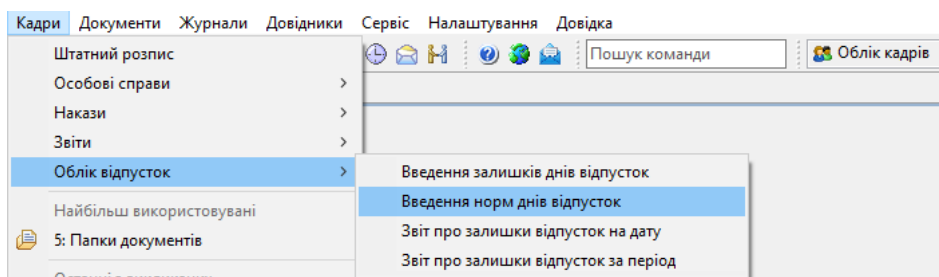 Кадри Документи Журнали Довідники Сервіс Налаштування Довідка
Штатний розпис
Пошук команди
Облік кадрів
Особові справи
Накази
Звіти
Облік відпусток
Введення залишків днів відпусток
Введення норм днів відпусток
Звіт про залишки відпусток на дату
Звіт про залишки відпусток за період
Найбільш використовувані
5: Папки документів